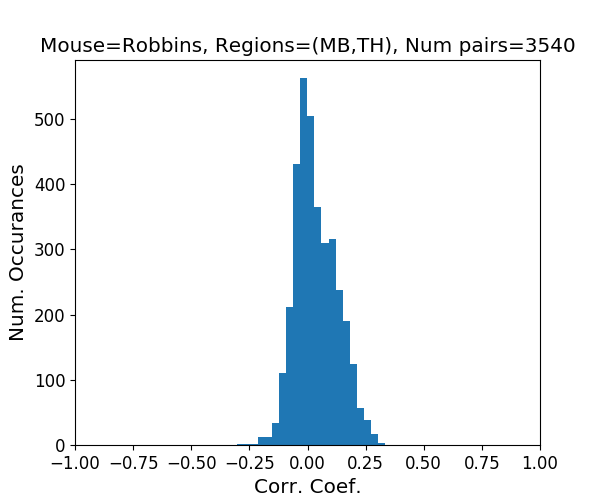 Mouse=Robbins, Regions=(MB,TH), Num pairs=3540
Num. Occurances
500
400
300
200
100
0
−1.00 −0.75 −0.50 −0.25 0.00 0.25 0.50 0.75 1.00
Corr. Coef.